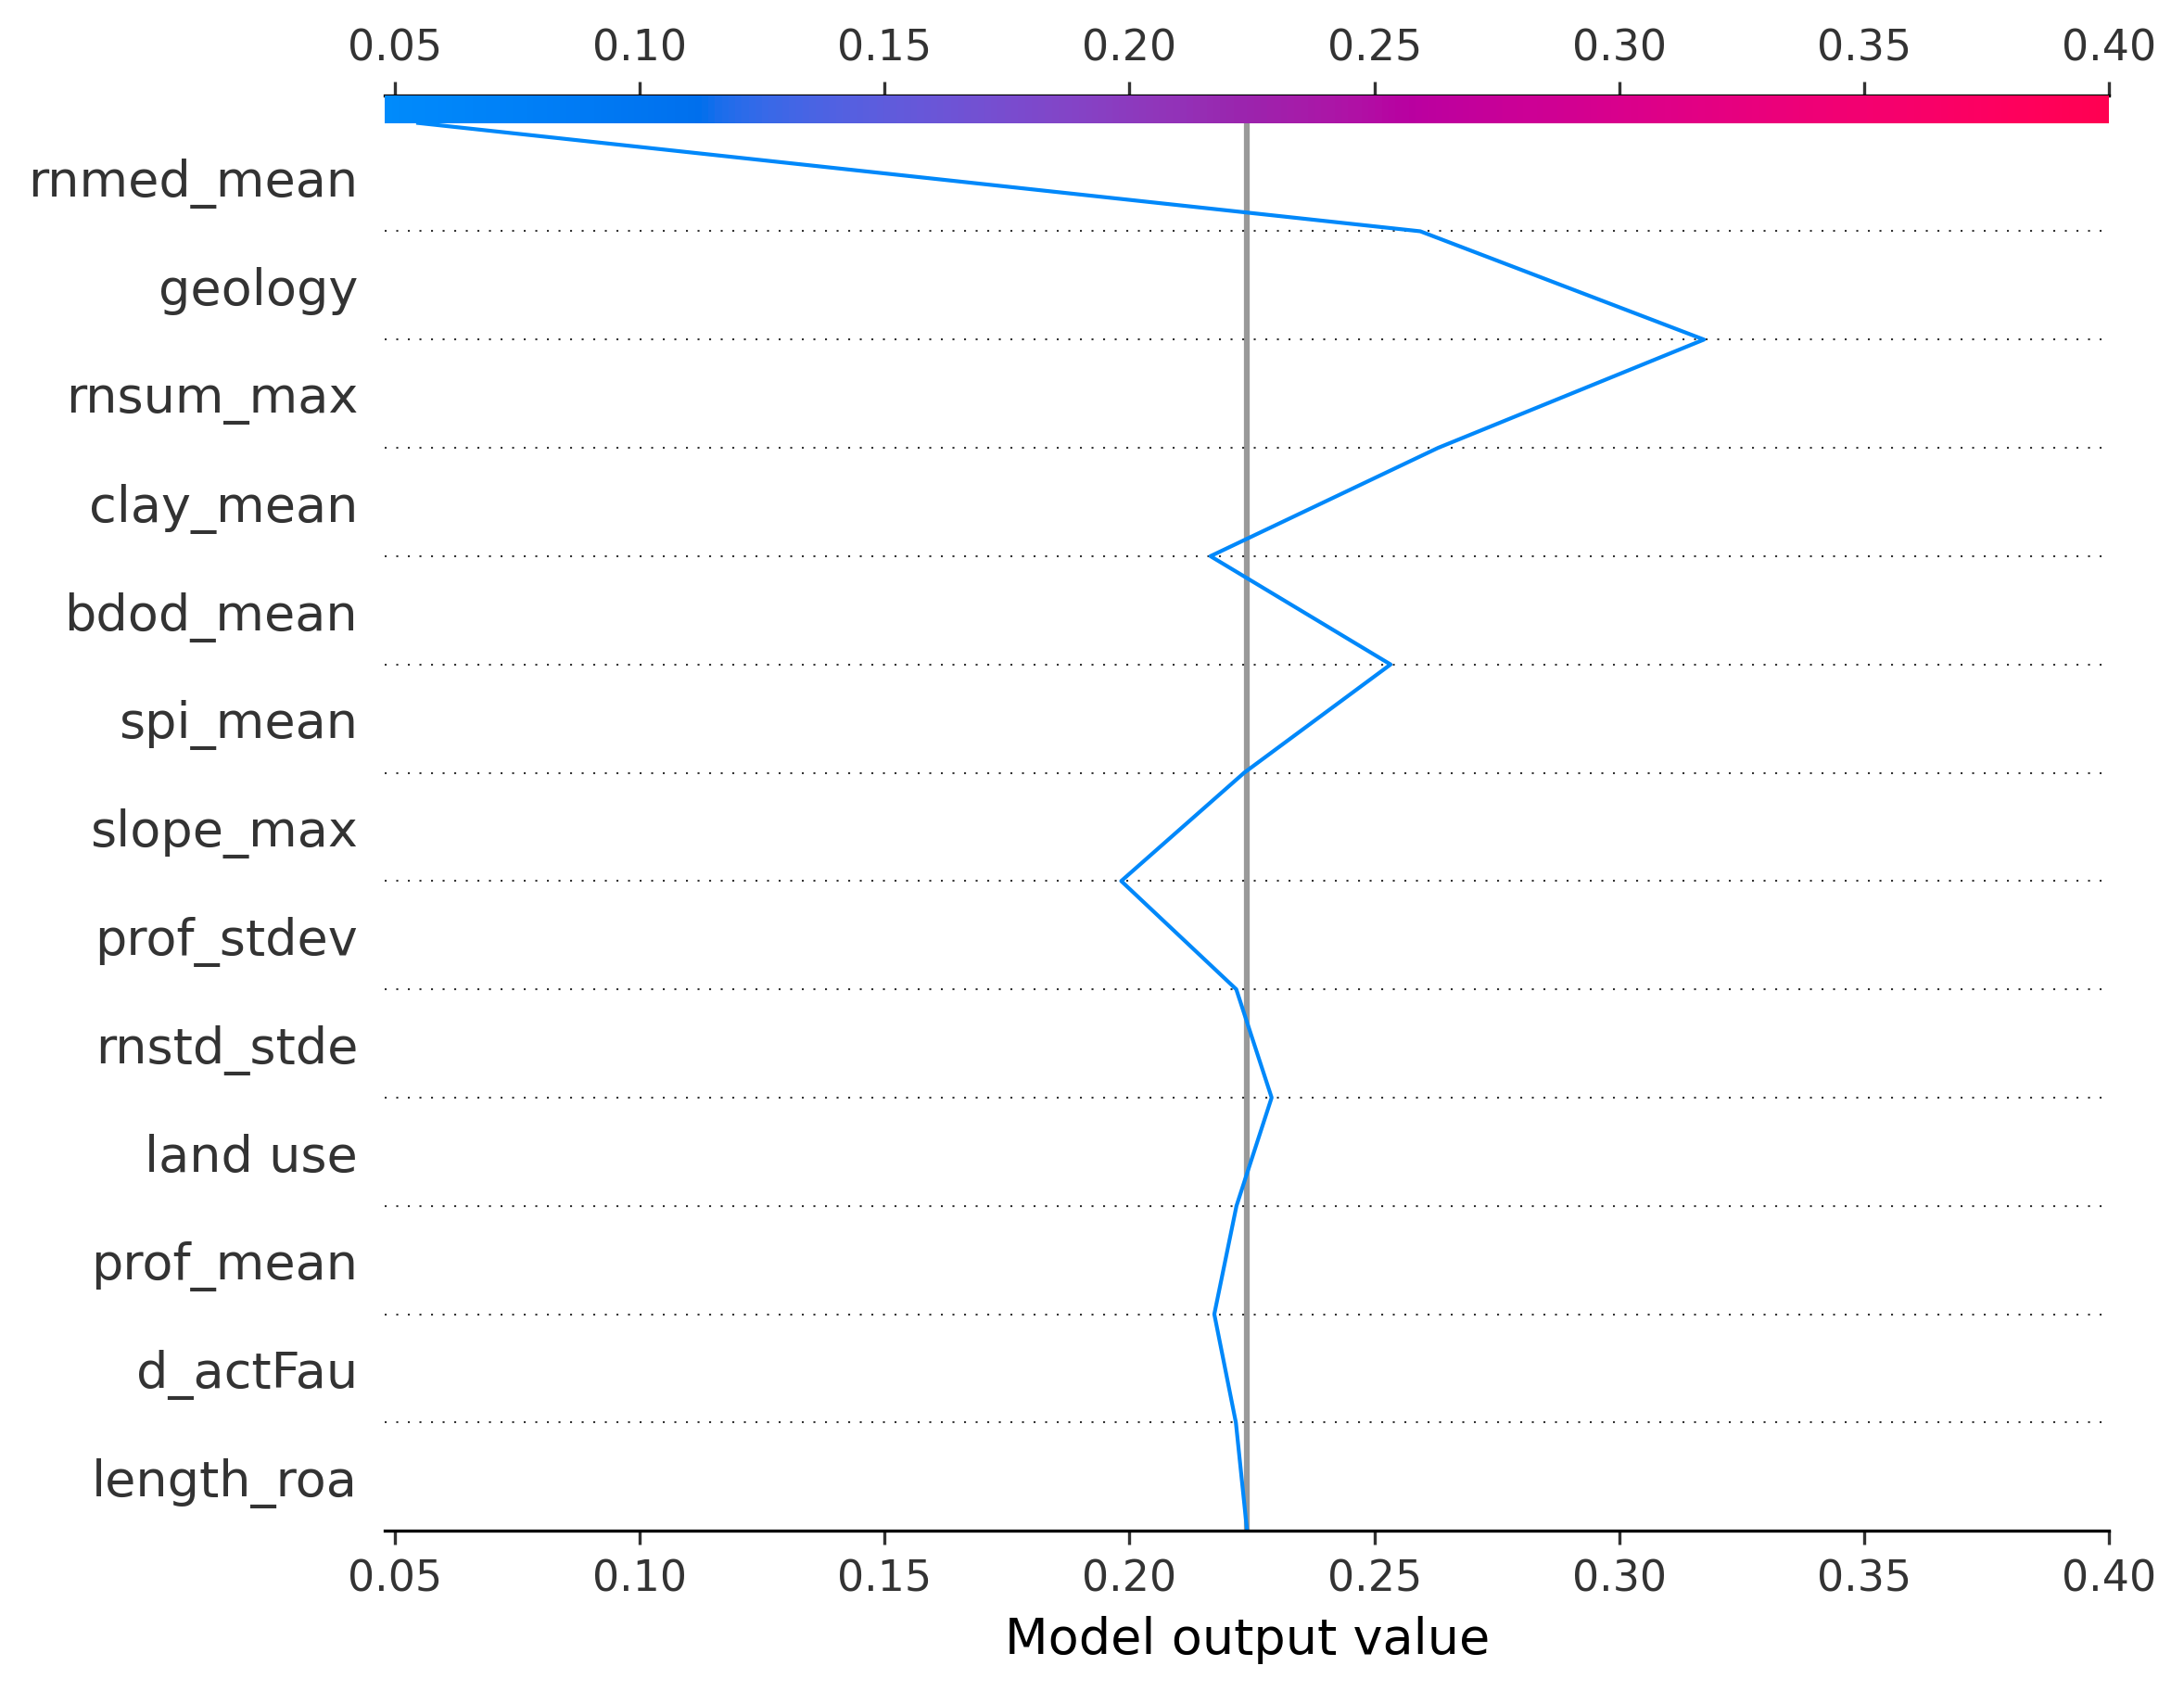 0.05 0.10 0.15 0.20 0.25 0.30 0.35 0.40
rnmed_mean
geology
rnsum_max
clay_mean
bdod_mean
spi_mean
slope_max
prof_stdev
rnstd_stde
land use
prof_mean
d_actFau
length_roa
0.05 0.10 0.15 0.20 0.25 0.30 0.35 0.40
Model output value